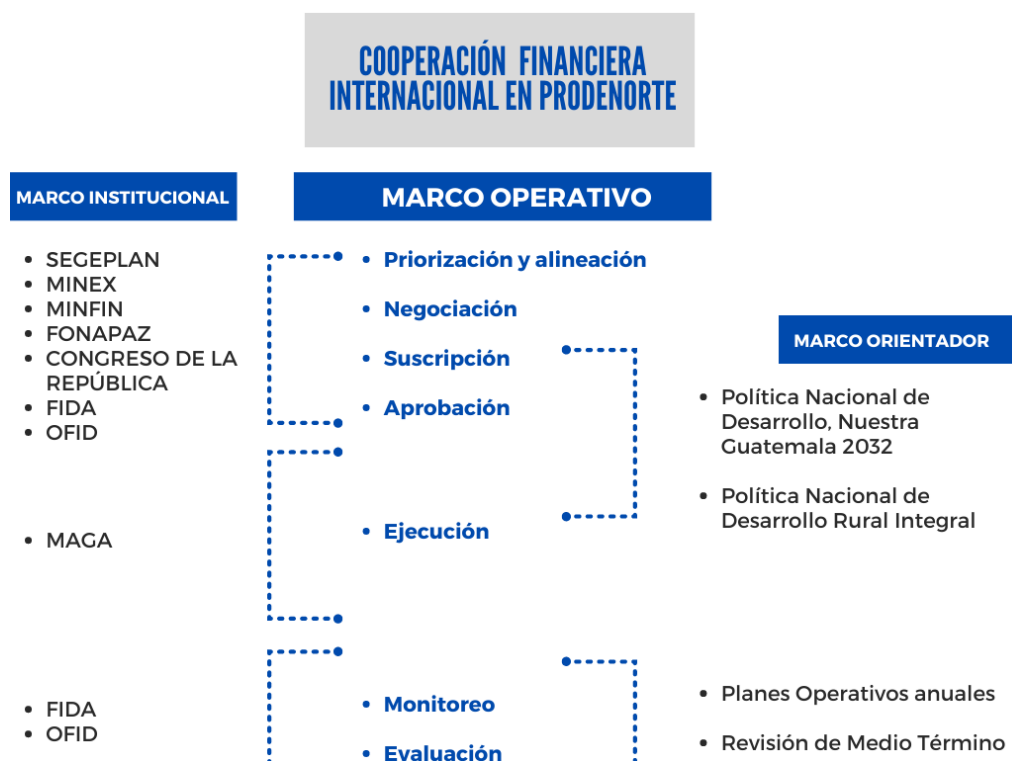 COOPERACIÓN FINANCIERA
INTERNACIONAL EN PRODENORTE
MARCO INSTITUCIONAL
• SEGEPLAN
• MINEX
• MINFIN
• FONAPAZ
• CONGRESO DE LA
REPÚBLICA
• FIDA
• OFID
• MAGA
• FIDA
• OFID
MARCO OPERATIVO
• Priorización y alineación
• Negociación
• Suscripción
• Aprobación
• Ejecución
• Monitoreo
• Evaluación
MARCO ORIENTADOR
• Política Nacional de
Desarrollo, Nuestra
Guatemala 2032
• Política Nacional de
Desarrollo Rural Integral
• Planes Operativos anuales
• Revisión de Medio Término